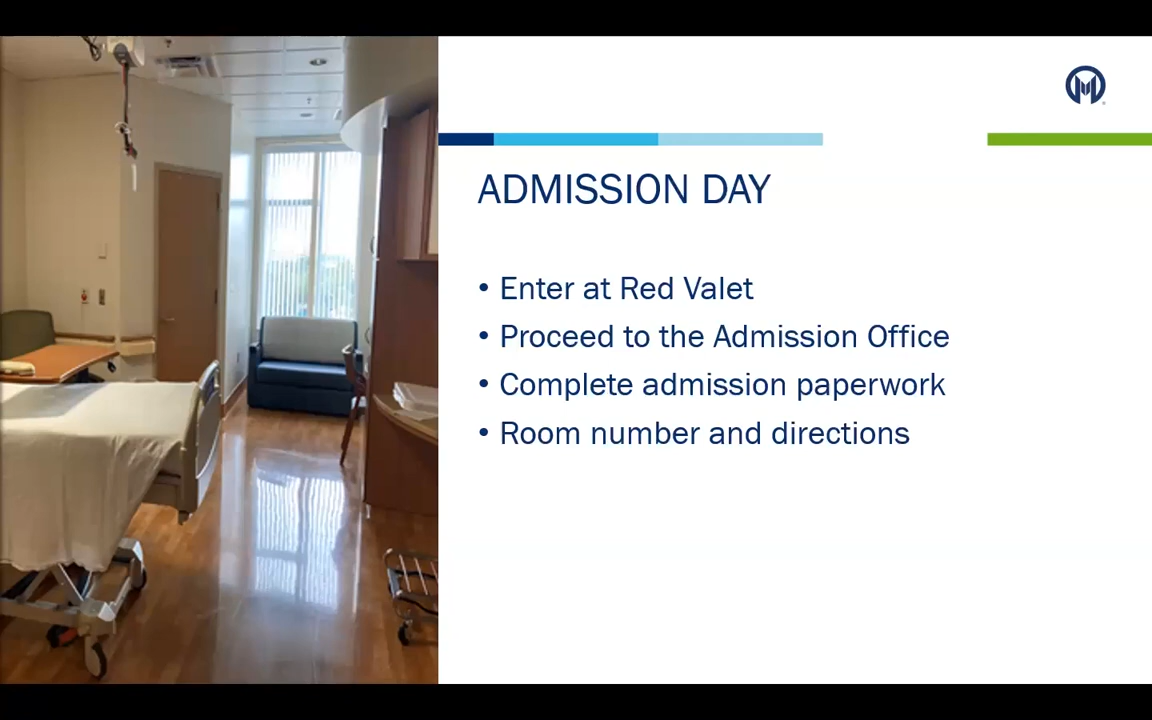 ADMISSION DAY
• Enter at Red Valet
• Proceed to the Admission Office
• Complete admission paperwork
• Room number and directions